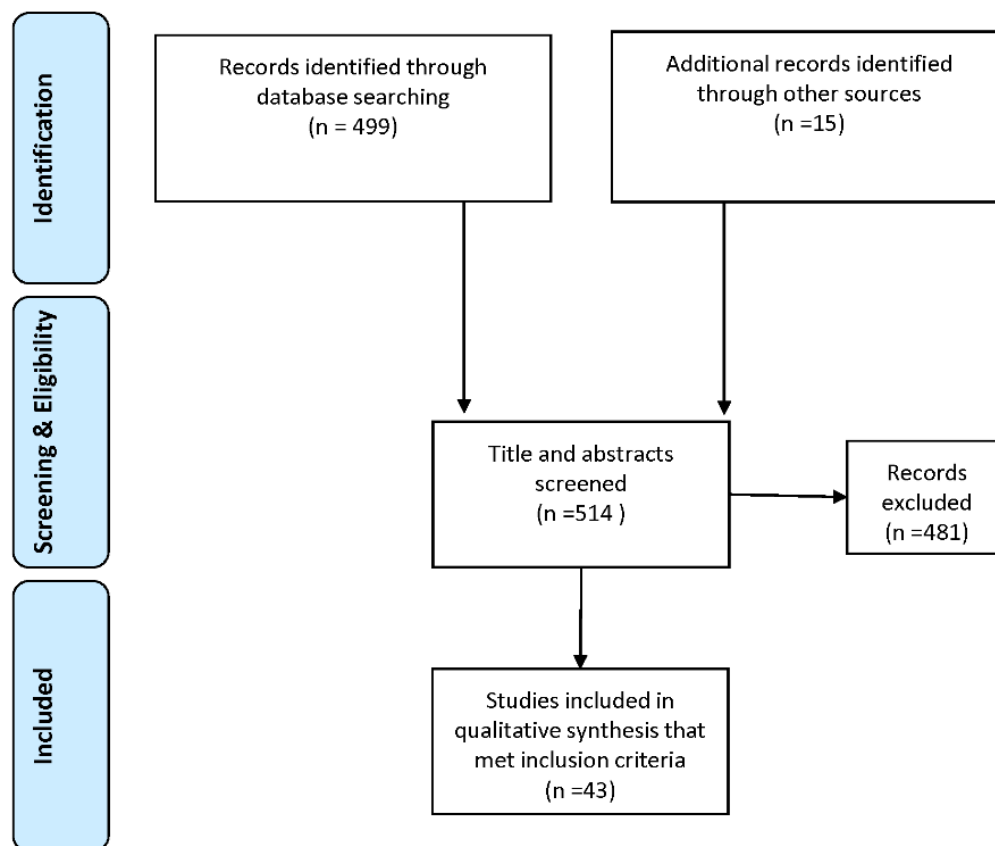 Identification
Records identified through
database searching
(n = 499)
Additional records identified
through other sources
(n =15)
Screening & Eligibility
Title and abstracts
screened
(n =514 )
Records
excluded
(n =481)
Included
Studies included in
qualitative synthesis that
met inclusion criteria
(n =43)